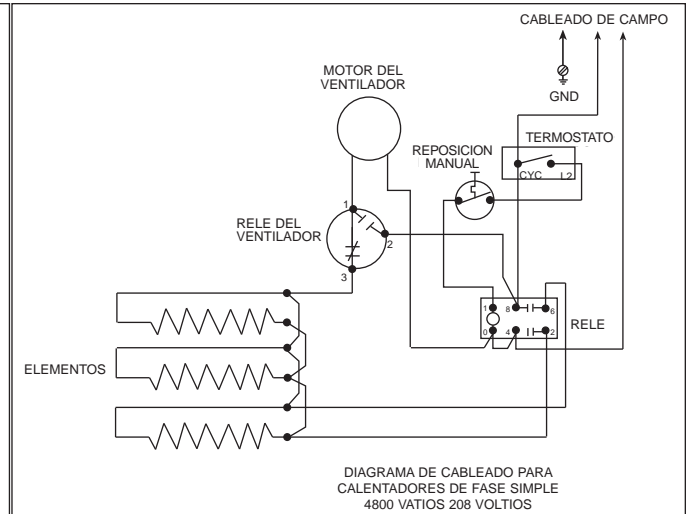 CABLEADO DE CAMPO
MOTOR DEL
VENTILADOR
GND
TERMOSTATO
REPOSICION
MANUAL
CYC L2
RELE DEL
VENTILADOR
1
2
3
1 8 6
0 4 2
RELE
ELEMENTOS
DIAGRAMA DE CABLEADO PARA
CALENTADORES DE FASE SIMPLE
4800 VATIOS 208 VOLTIOS